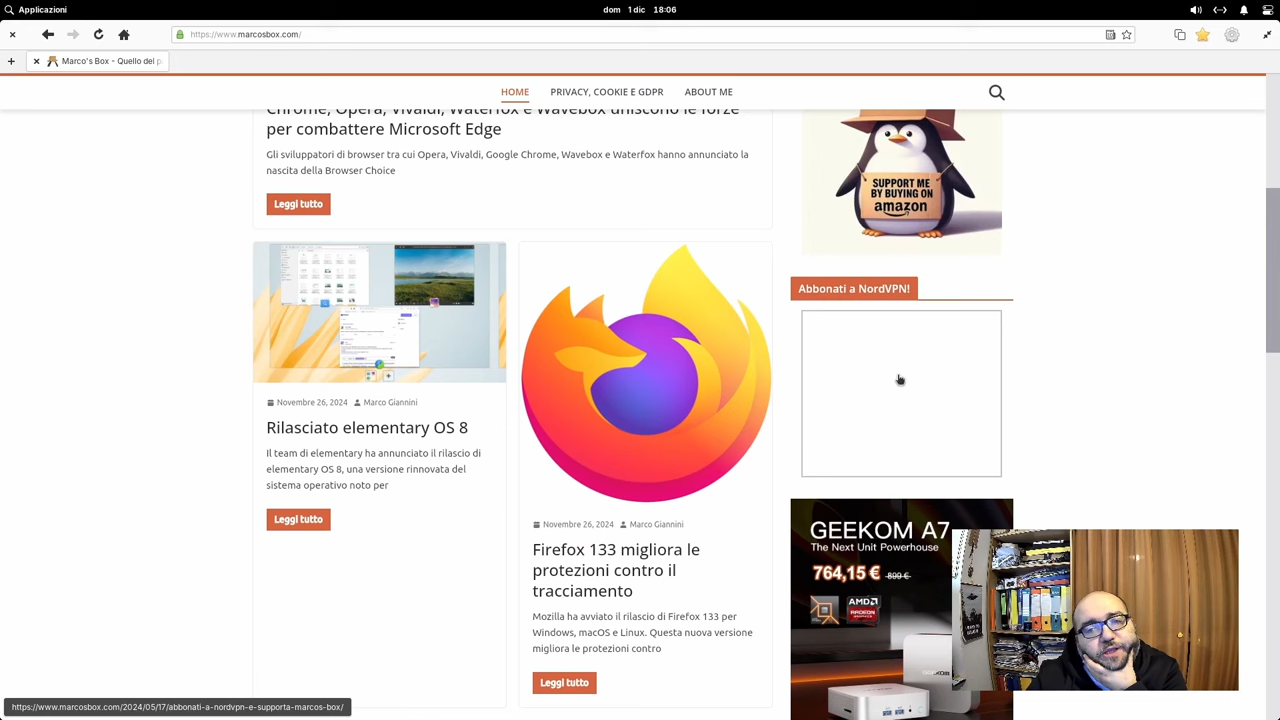 Applicazioni
dom 1 dic 18:06
https://www.marcosbox.com/
Marco's Box - Quello del p
HOME PRIVACY, COOKIE E GDPR ABOUT ME
Chrome, Opera, Vivaldi, Waterfox e Wavebox uniscono le forze
per combattere Microsoft Edge
Gli sviluppatori di browser tra cui Opera, Vivaldi, Google Chrome, Wavebox e Waterfox hanno annunciato la
nascita della Browser Choice
Leggi tutto
SUPPORT ME
BY BUYING ON
amazon
Abbonati a NordVPN!
Novembre 26, 2024 Marco Giannini
Rilasciato elementary OS 8
Il team di elementary ha annunciato il rilascio di
elementary OS 8, una versione rinnovata del
sistema operativo noto per
Leggi tutto
Novembre 26, 2024 Marco Giannini
Firefox 133 migliora le
protezioni contro il
tracciamento
Mozilla ha avviato il rilascio di Firefox 133 per
Windows, macOS e Linux. Questa nuova versione
migliora le protezioni contro
Leggi tutto
GEEKOM A7
The Next Unit Powerhouse
764,15 € 899 €
AMD
RADEON
GEEKOM
https://www.marcosbox.com/2024/05/17/abbonati-a-nordvpn-e-supporta-marcos-box/